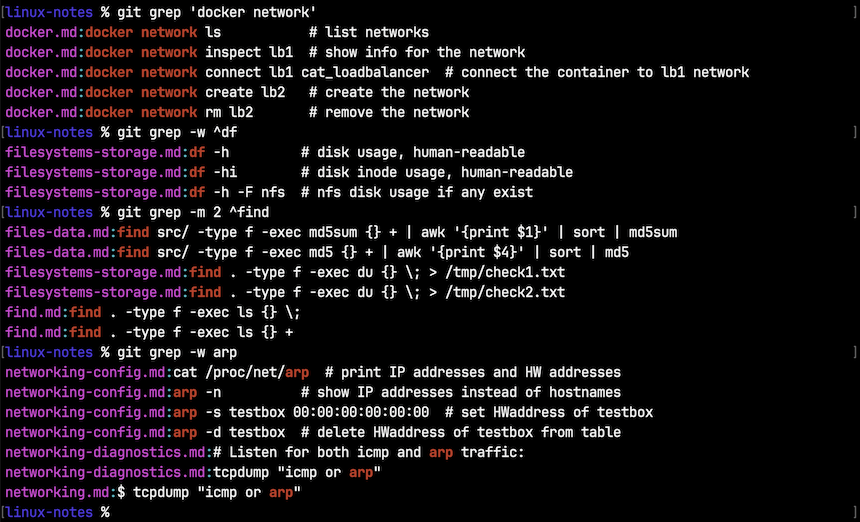 [linux-notes % git grep 'docker network' ]
docker.md:docker network ls           # list networks
docker.md:docker network inspect lb1  # show info for the network
docker.md:docker network connect lb1 cat_loadbalancer  # connect the container to lb1 network
docker.md:docker network create lb2   # create the network
docker.md:docker network rm lb2       # remove the network
[linux-notes % git grep -w ^df ]
filesystems-storage.md:df -h         # disk usage, human-readable
filesystems-storage.md:df -hi        # disk inode usage, human-readable
filesystems-storage.md:df -h -F nfs  # nfs disk usage if any exist
[linux-notes % git grep -m 2 ^find ]
files-data.md:find src/ -type f -exec md5sum {} + | awk '{print $1}' | sort | md5sum
files-data.md:find src/ -type f -exec md5 {} + | awk '{print $4}' | sort | md5
filesystems-storage.md:find . -type f -exec du {} \; > /tmp/check1.txt
filesystems-storage.md:find . -type f -exec du {} \; > /tmp/check2.txt
find.md:find . -type f -exec ls {} \;
find.md:find . -type f -exec ls {} +
[linux-notes % git grep -w arp ]
networking-config.md:cat /proc/net/arp  # print IP addresses and HW addresses
networking-config.md:arp -n          # show IP addresses instead of hostnames
networking-config.md:arp -s testbox 00:00:00:00:00:00  # set HWaddress of testbox
networking-config.md:arp -d testbox  # delete HWaddress of testbox from table
networking-diagnostics.md:# Listen for both icmp and arp traffic:
networking-diagnostics.md:tcpdump "icmp or arp"
networking.md:$ tcpdump "icmp or arp"
[linux-notes % ]